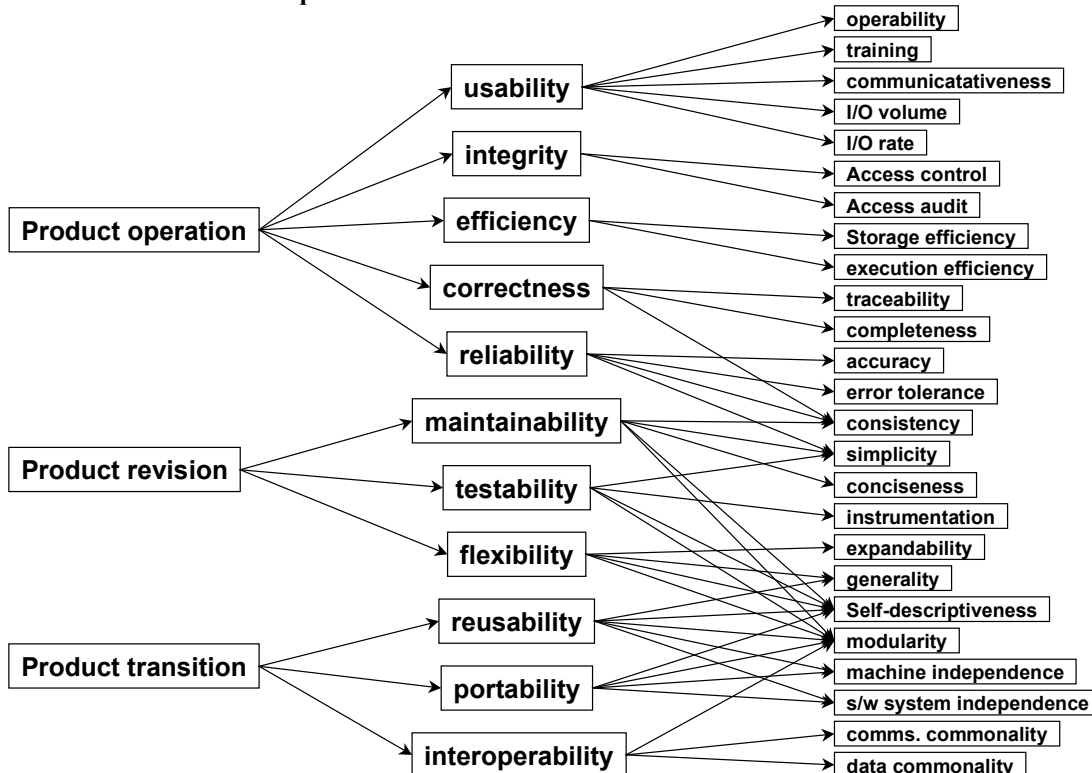 Product operation
Product revision
Product transition
usability
integrity
efficiency
correctness
reliability
maintainability
testability
flexibility
reusability
portability
interoperability
operability
training
communicatativeness
I/O volume
I/O rate
Access control
Access audit
Storage efficiency
execution efficiency
traceability
completeness
accuracy
error tolerance
consistency
simplicity
conciseness
instrumentation
expandability
generality
Self-descriptiveness
modularity
machine independence
s/w system independence
comms. commonality
data commonality